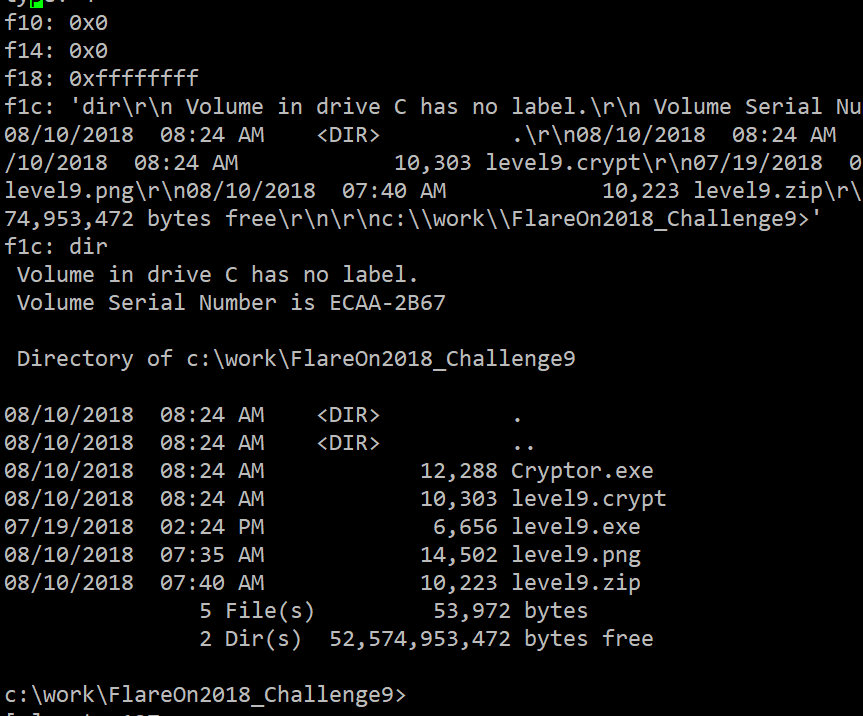 f10: 0x0
f14: 0x0
f18: 0xffffffff
f1c: 'dir\r\n Volume in drive C has no label.\r\n Volume Serial Nu
08/10/2018  08:24 AM    <DIR>          .\r\n08/10/2018  08:24 AM
/10/2018  08:24 AM            10,303 level9.crypt\r\n07/19/2018  0
level9.png\r\n08/10/2018  07:40 AM            10,223 level9.zip\r\
74,953,472 bytes free\r\n\r\nc:\\work\\FlareOn2018_Challenge9>'
f1c: dir
 Volume in drive C has no label.
 Volume Serial Number is ECAA-2B67

 Directory of c:\work\FlareOn2018_Challenge9

08/10/2018  08:24 AM    <DIR>          .
08/10/2018  08:24 AM    <DIR>          ..
08/10/2018  08:24 AM            12,288 Cryptor.exe
08/10/2018  08:24 AM            10,303 level9.crypt
07/19/2018  02:24 PM             6,656 level9.exe
08/10/2018  07:35 AM            14,502 level9.png
08/10/2018  07:40 AM            10,223 level9.zip
               5 File(s)         53,972 bytes
               2 Dir(s)  52,574,953,472 bytes free

c:\work\FlareOn2018_Challenge9>